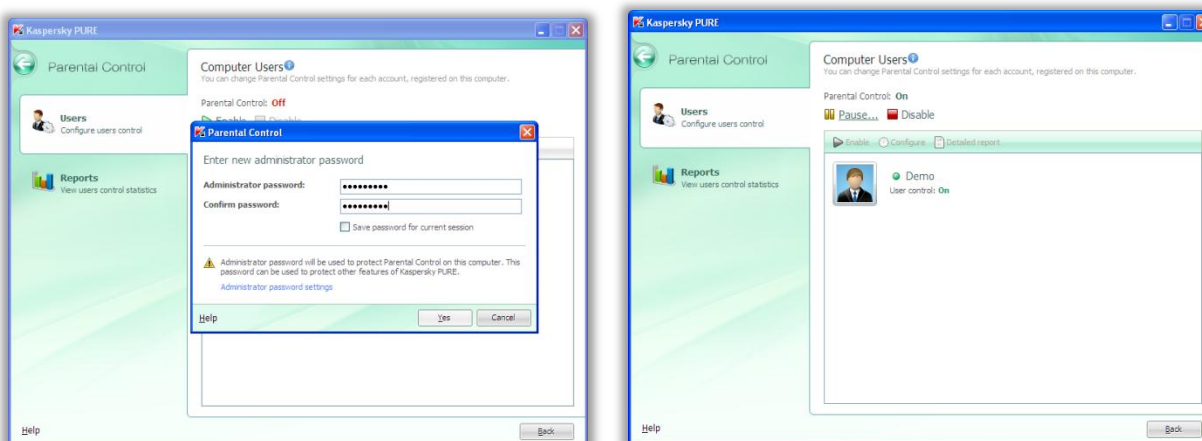 Kaspersky PURE
Parental Control
Users
Configure users control
Reports
View users control statistics
Computer Users
You can change Parental Control settings for each account, registered on this computer.
Parental Control: Off
Enable Disable
Parental Control
Enter new administrator password
Administrator password: •••••••••
Confirm password: •••••••••
Save password for current session
Administrator password will be used to protect Parental Control on this computer. This
password can be used to protect other features of Kaspersky PURE.
Administrator password settings
Help Yes Cancel
Help Back
Kaspersky PURE
Parental Control
Users
Configure users control
Reports
View users control statistics
Computer Users
You can change Parental Control settings for each account, registered on this computer.
Parental Control: On
Pause... Disable
Enable Configure Detailed report
Demo
User control: On
Help Back